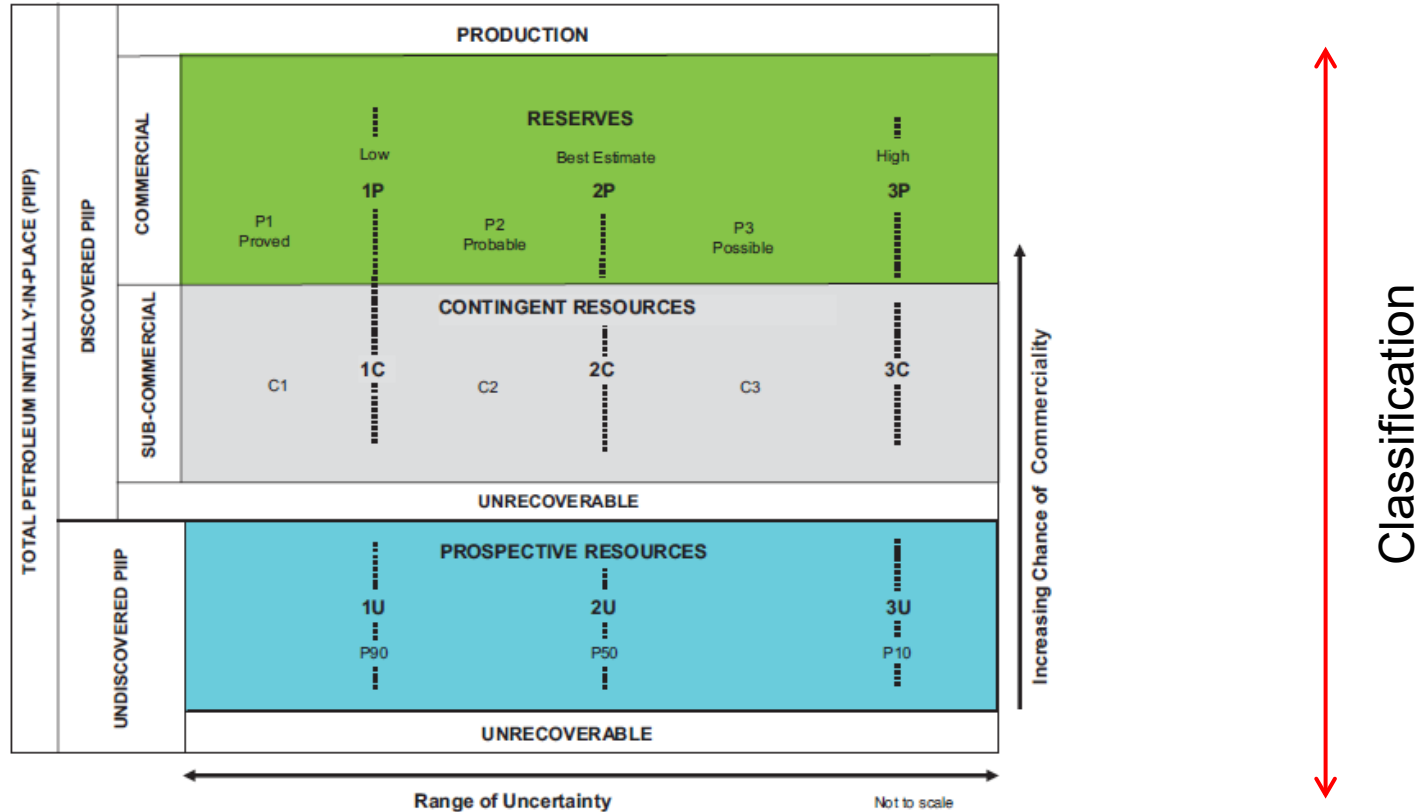 TOTAL PETROLEUM INITIALLY-IN-PLACE (PIIP)
DISCOVERED PIIP
UNDISCOVERED PIIP
COMMERCIAL
SUB-COMMERCIAL
PRODUCTION
RESERVES
Low
Best Estimate
High
1P
2P
3P
P1
Proved
P2
Probable
P3
Possible
CONTINGENT RESOURCES
1C
2C
3C
C1
C2
C3
UNRECOVERABLE
PROSPECTIVE RESOURCES
1U
2U
3U
P90
P50
P10
UNRECOVERABLE
Range of Uncertainty
Not to scale
Increasing Chance of Commerciality
Classification